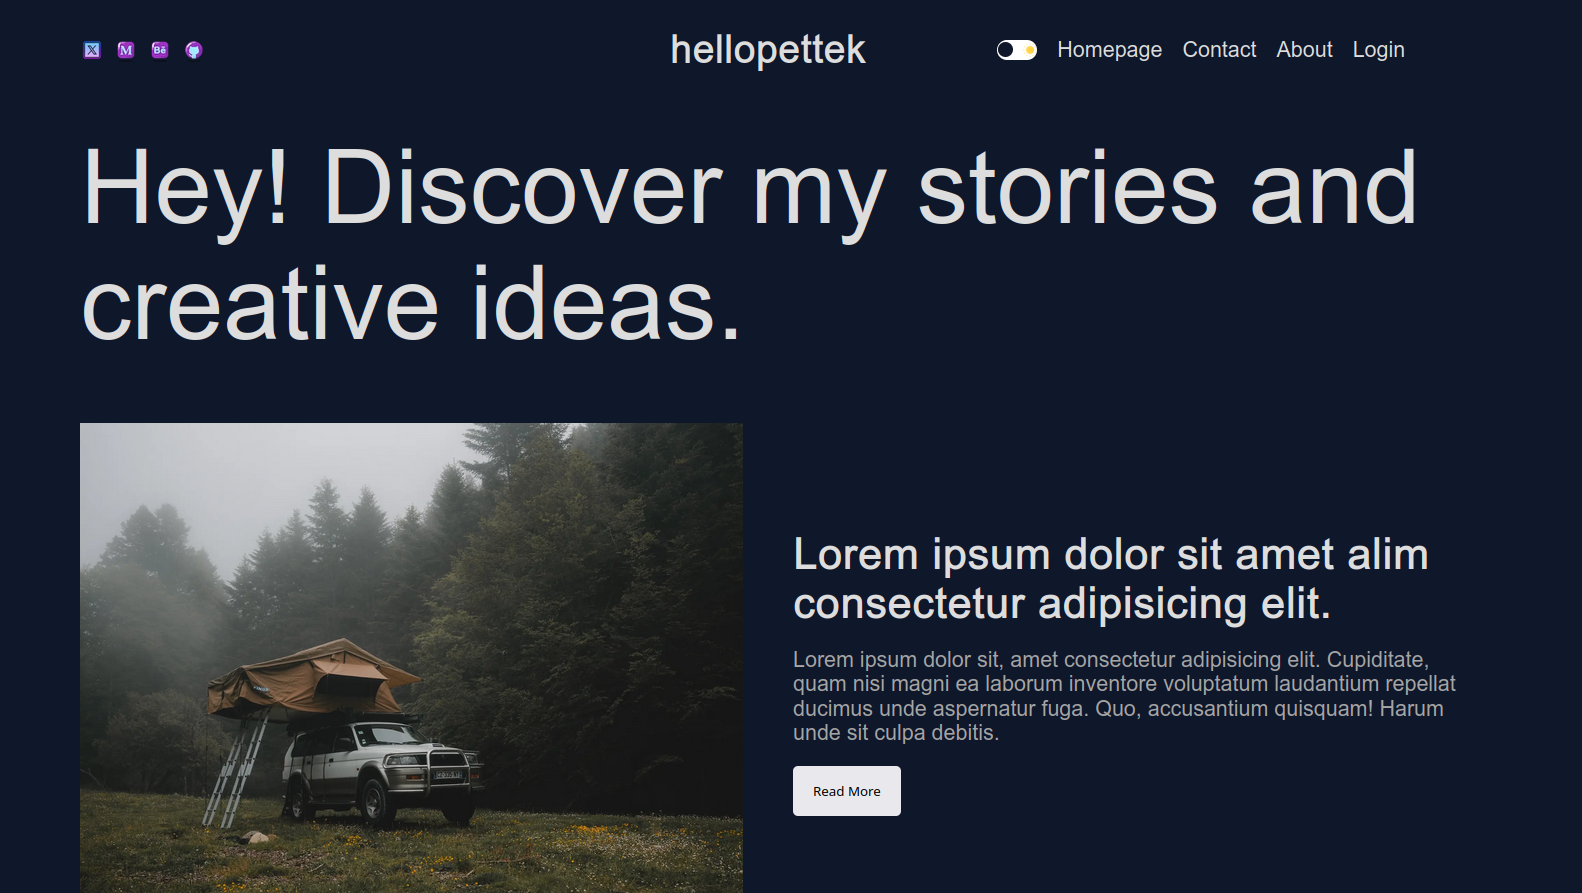 hellopettek
Homepage Contact About Login
Hey! Discover my stories and
creative ideas.
Lorem ipsum dolor sit amet alim
consectetur adipisicing elit.
Lorem ipsum dolor sit, amet consectetur adipisicing elit. Cupiditate,
quam nisi magni ea laborum inventore voluptatum laudantium repellat
ducimus unde aspernatur fuga. Quo, accusantium quisquam! Harum
unde sit culpa debitis.
Read More